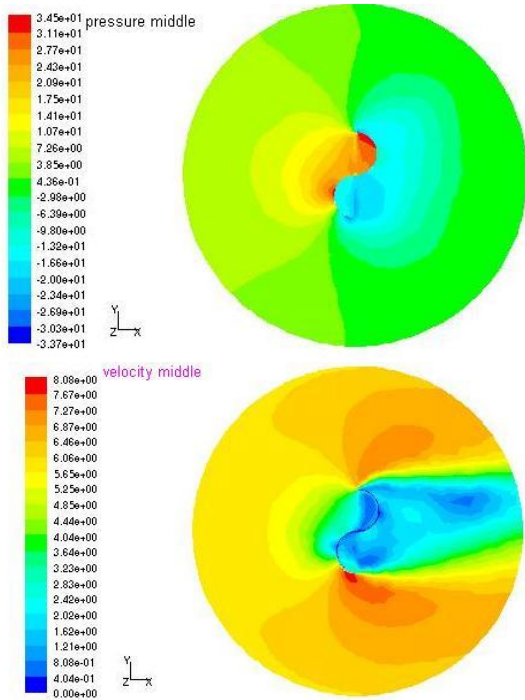 3.45e+01 pressure middle
3.11e+01
2.77e+01
2.43e+01
2.09e+01
1.75e+01
1.41e+01
1.07e+01
7.26e+00
3.85e+00
4.36e-01
-2.98e+00
-6.39e+00
-9.80e+00
-1.32e+01
-1.66e+01
-2.00e+01
-2.34e+01
-2.69e+01
-3.03e+01
-3.37e+01
Y
Z X
velocity middle
8.08e+00
7.67e+00
7.27e+00
6.86e+00
6.46e+00
6.06e+00
5.65e+00
5.25e+00
4.85e+00
4.44e+00
4.04e+00
3.64e+00
3.23e+00
2.83e+00
2.42e+00
2.02e+00
1.62e+00
1.21e+00
8.08e-01
4.04e-01
0.00e+00
Y
Z X